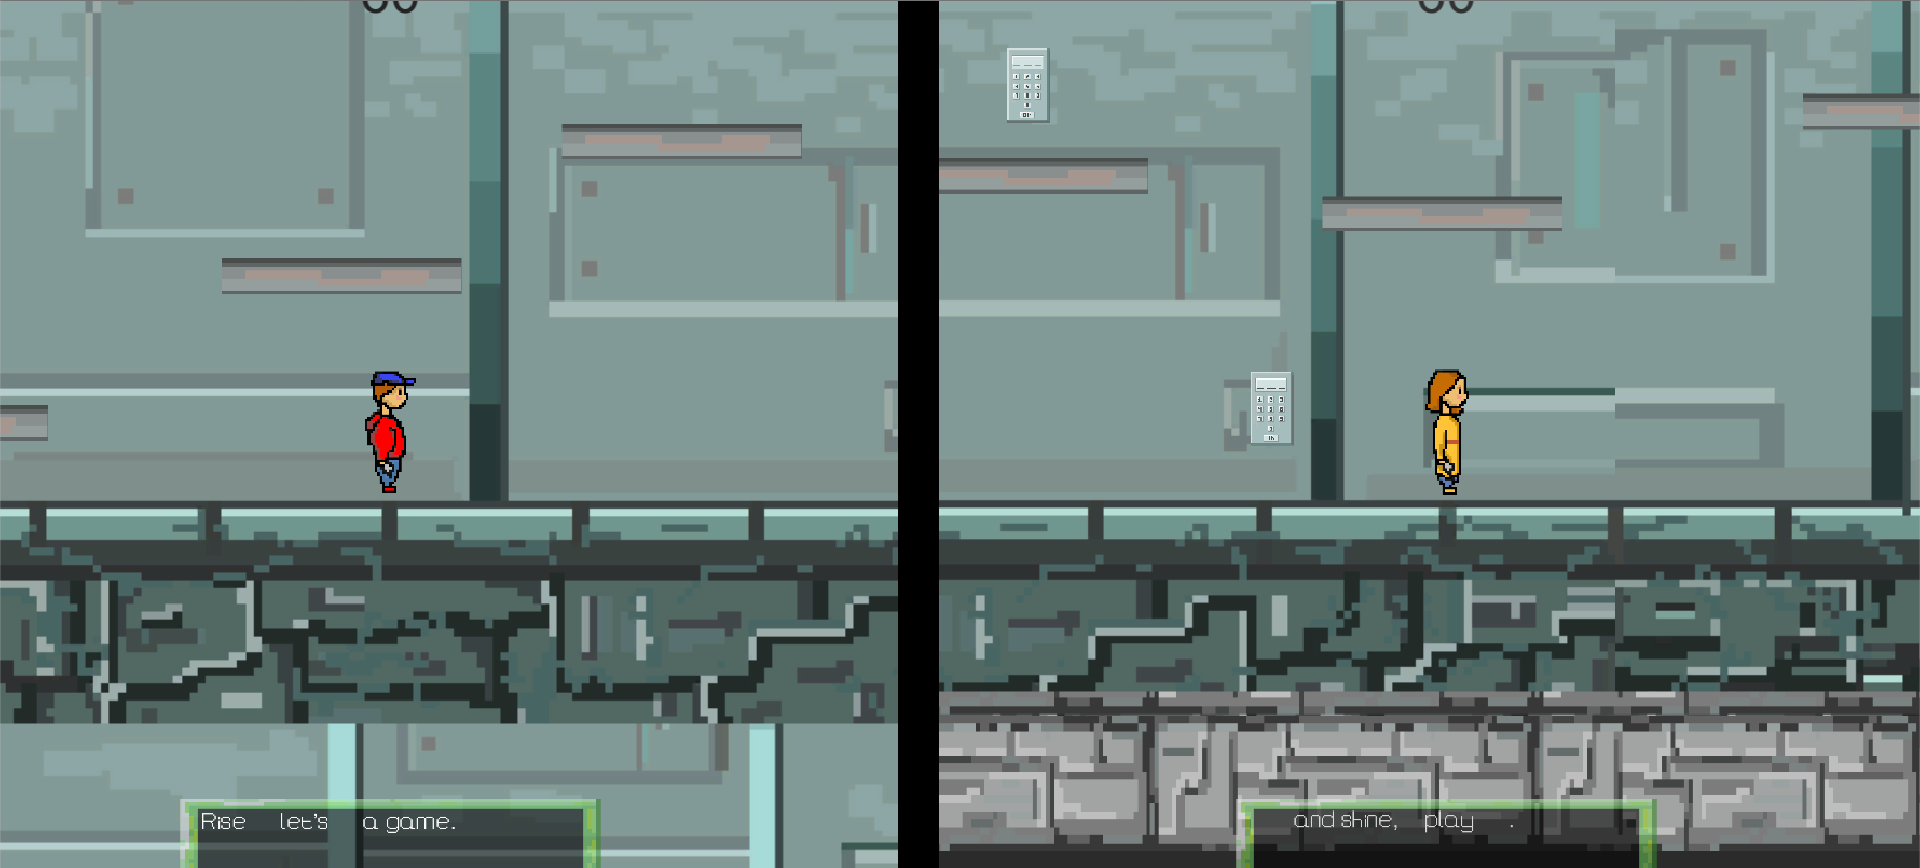 Rise let's a game.
and shine, play .